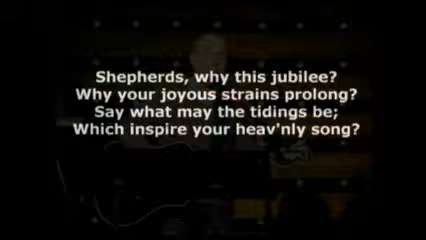 Shepherds, why this jubilee?
Why your joyous strains prolong?
Say what may the tidings be;
Which inspire your heav'nly song?